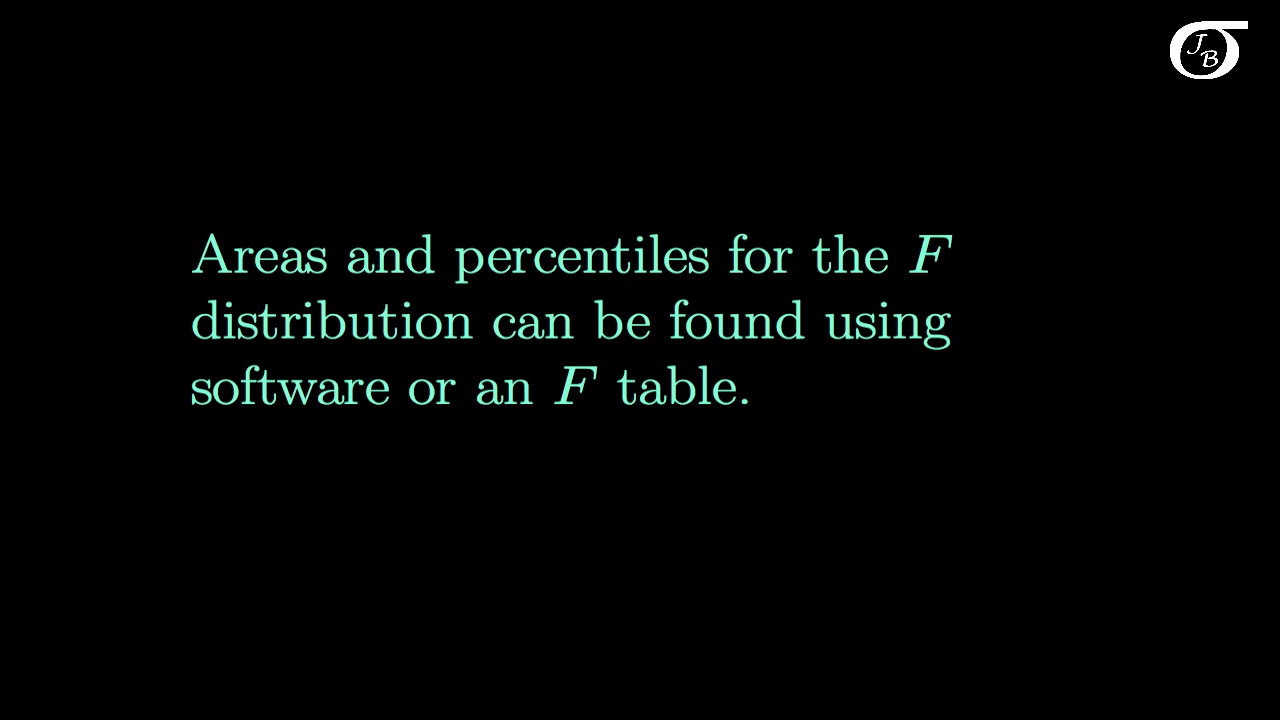 J
B
Areas and percentiles for the F
distribution can be found using
software or an F table.